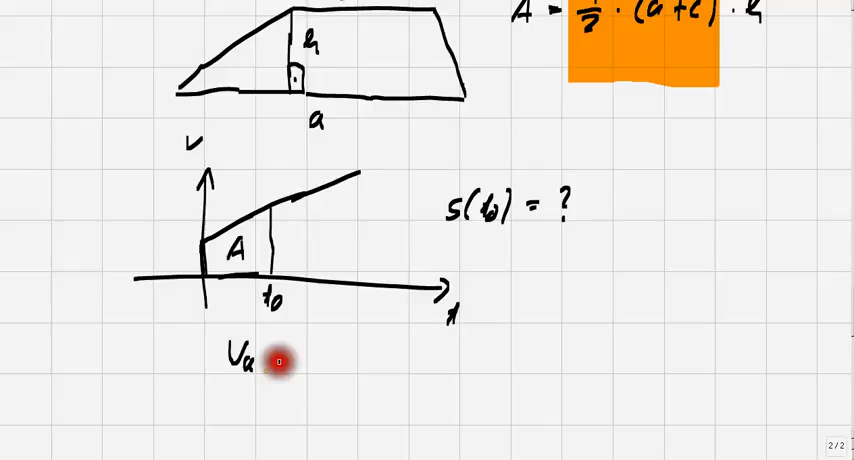 A = 1/2 · (a + c) · h
h
a
v
s(t₀) = ?
A
t₀
t
Va
2 / 2